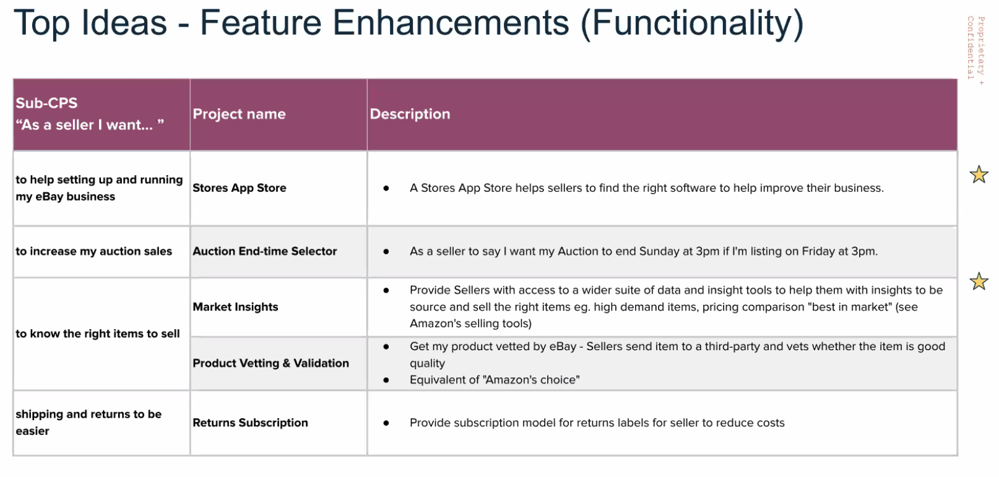 Top Ideas - Feature Enhancements (Functionality)
Proprietary +
Confidential
Sub-CPS
“As a seller I want... ”
Project name
Description
to help setting up and running
my eBay business
Stores App Store
● A Stores App Store helps sellers to find the right software to help improve their business.
to increase my auction sales
Auction End-time Selector
● As a seller to say I want my Auction to end Sunday at 3pm if I'm listing on Friday at 3pm.
to know the right items to sell
Market Insights
● Provide Sellers with access to a wider suite of data and insight tools to help them with insights to be
source and sell the right items eg. high demand items, pricing comparison "best in market" (see
Amazon's selling tools)
Product Vetting & Validation
● Get my product vetted by eBay - Sellers send item to a third-party and vets whether the item is good
quality
● Equivalent of "Amazon's choice"
shipping and returns to be
easier
Returns Subscription
● Provide subscription model for returns labels for seller to reduce costs